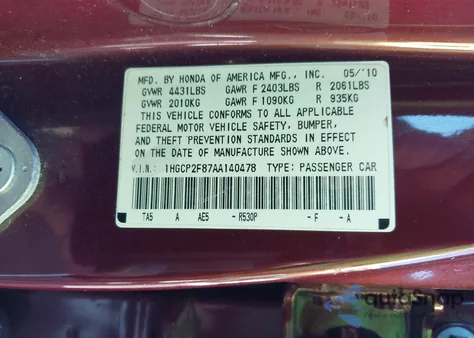 MFD. BY HONDA OF AMERICA MFG., INC. 05/'10
GVWR 4431LBS GAWR F 2403LBS R 2061LBS
GVWR 2010KG GAWR F 1090KG R 935KG
THIS VEHICLE CONFORMS TO ALL APPLICABLE
FEDERAL MOTOR VEHICLE SAFETY, BUMPER,
AND THEFT PREVENTION STANDARDS IN EFFECT
ON THE DATE OF MANUFACTURE SHOWN ABOVE.
V.I.N.: 1HGCP2F87AA140478 TYPE: PASSENGER CAR
TA5 A AE5 - R530P - F - A
autoSnap